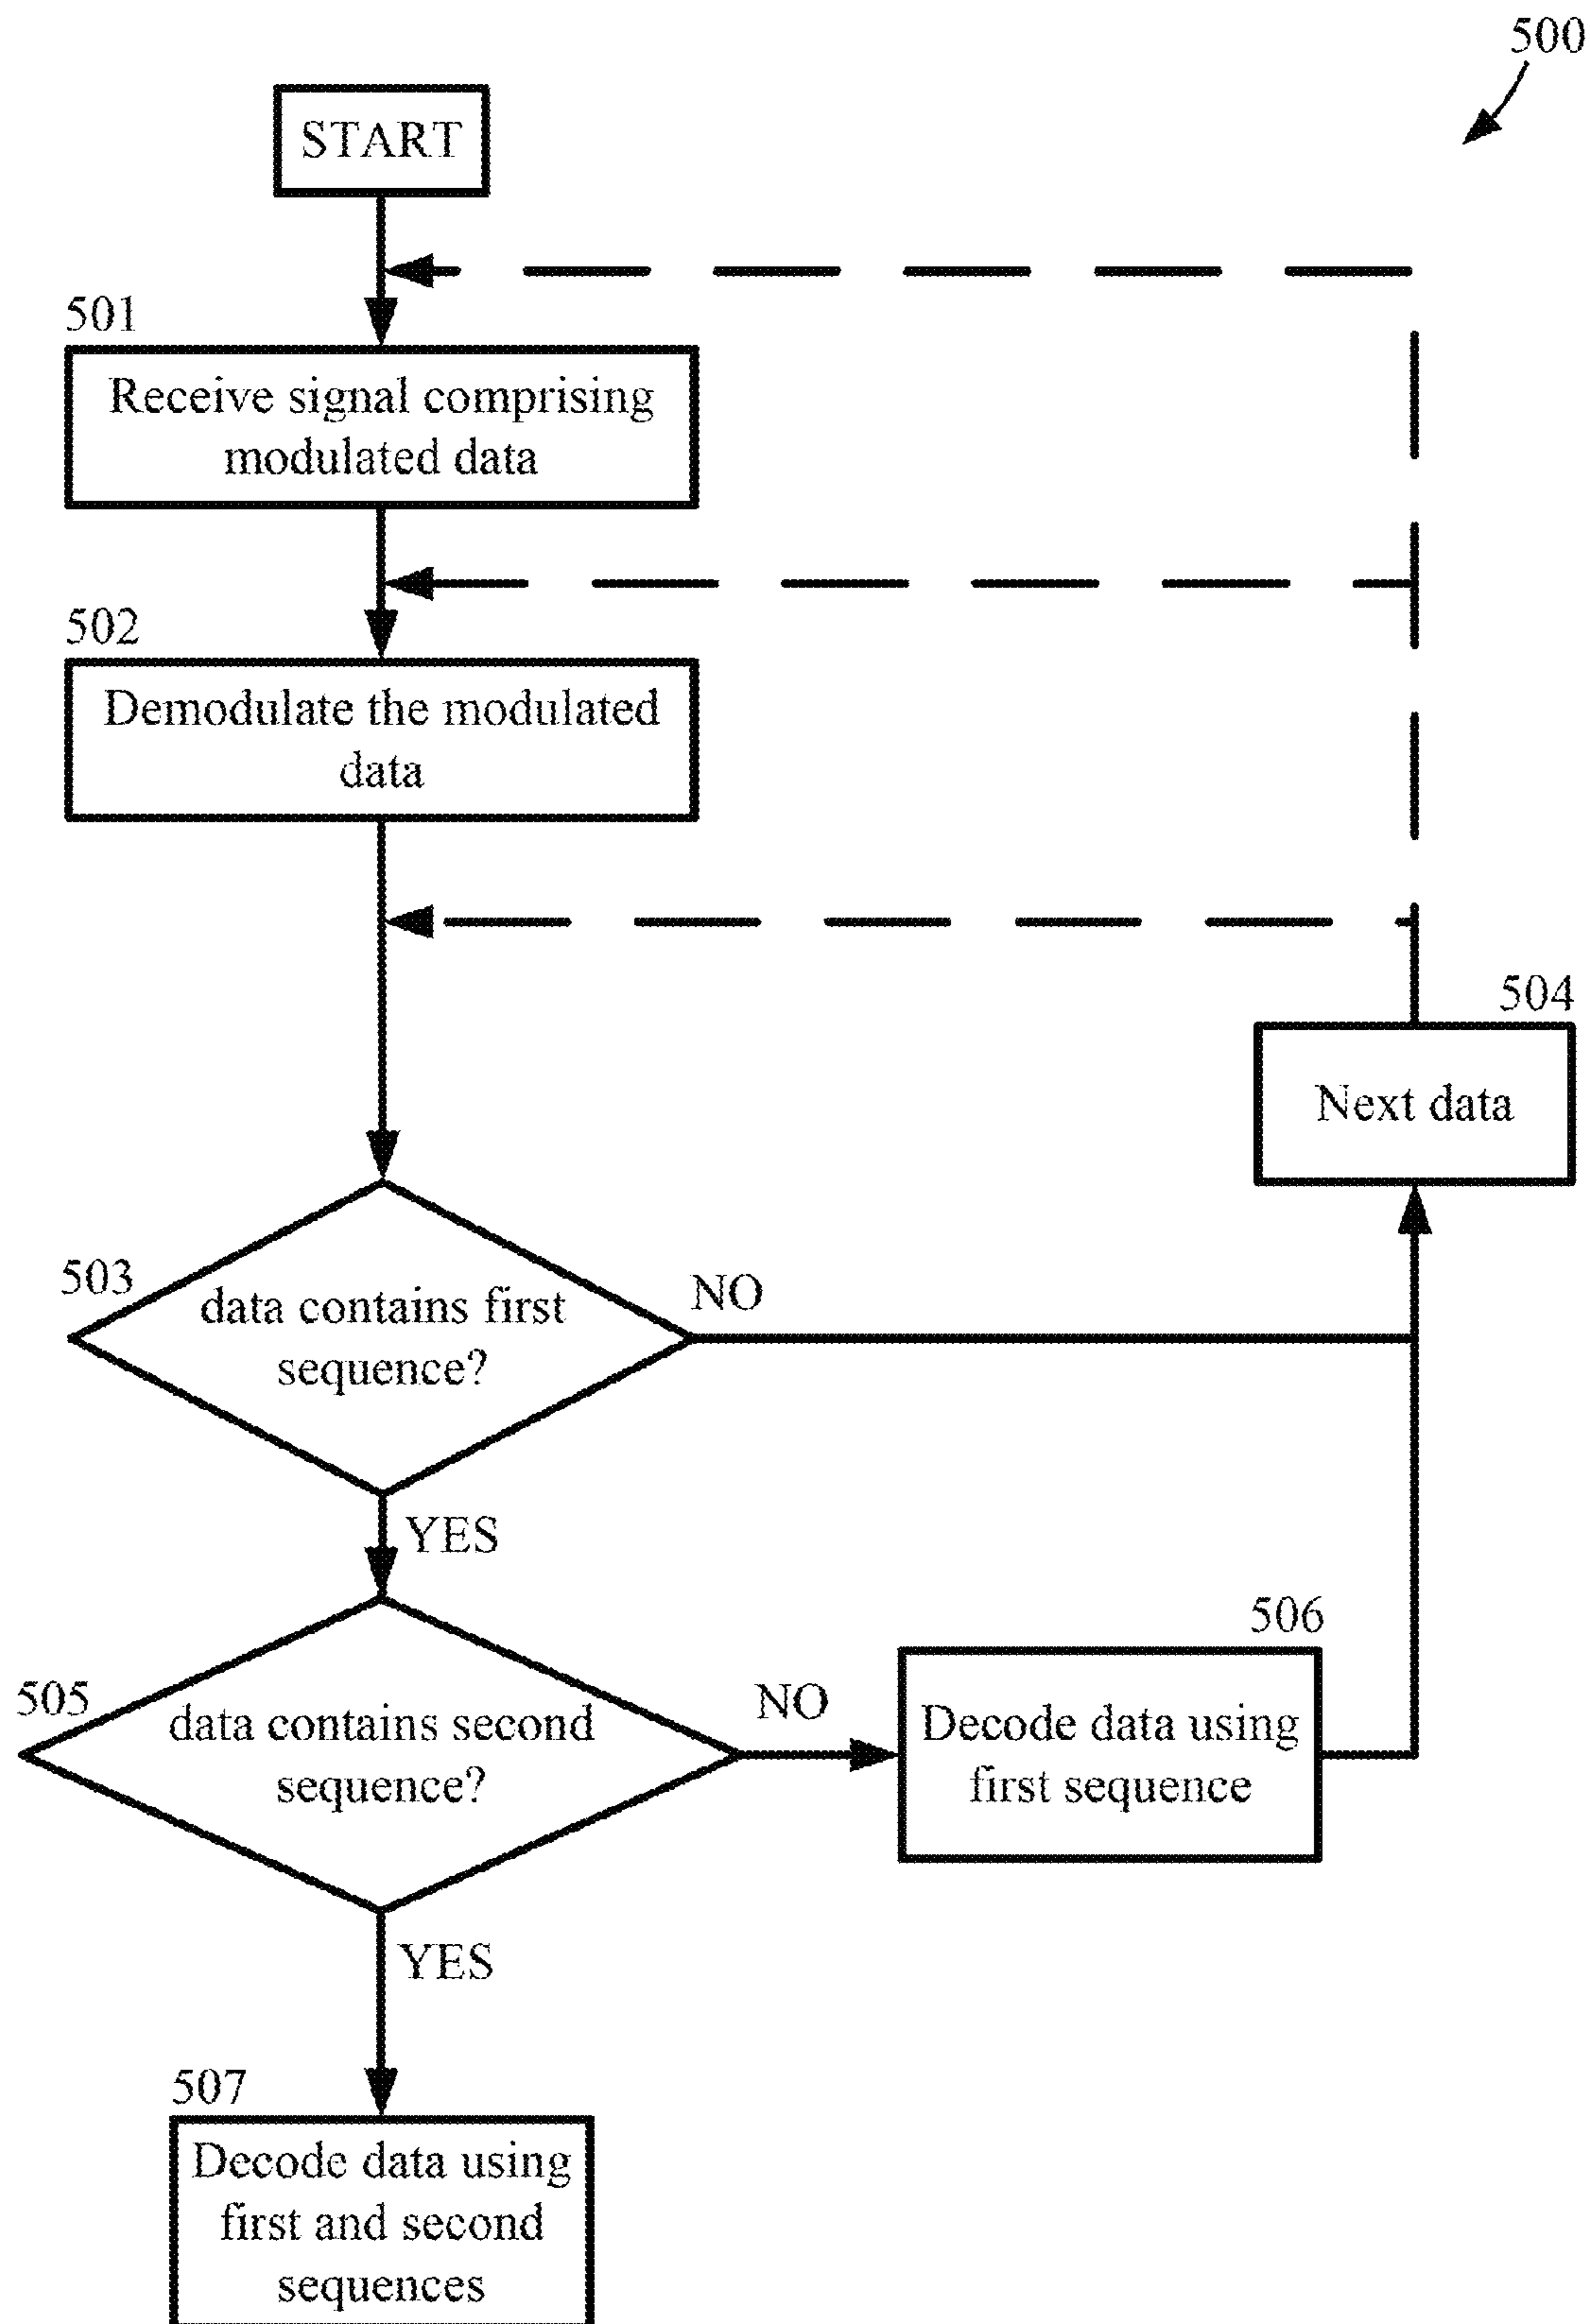 500
START
501
Receive signal comprising
modulated data
502
Demodulate the modulated
data
504
Next data
503
data contains first
sequence?
NO
YES
505
data contains second
sequence?
NO
506
Decode data using
first sequence
YES
507
Decode data using
first and second
sequences